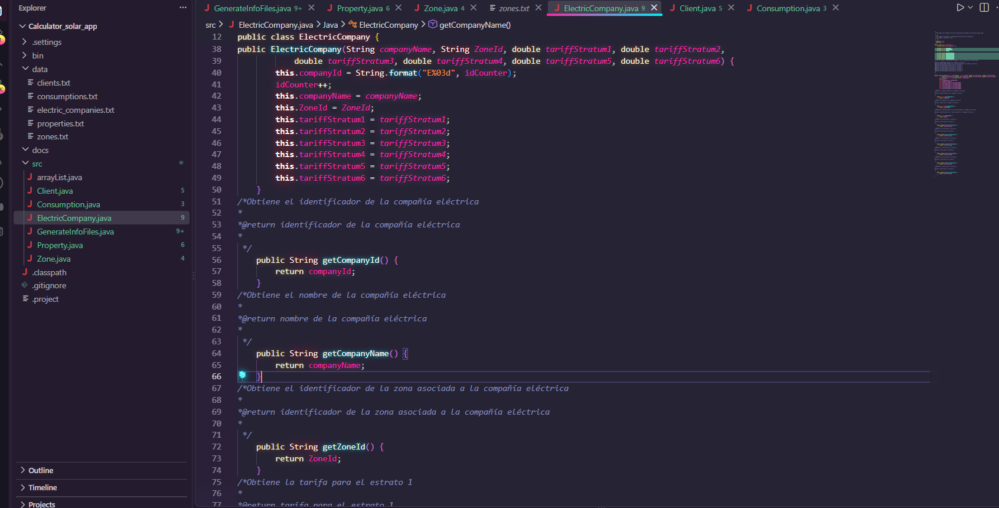 Explorer
Calculator_solar_app
.settings
bin
data
clients.txt
consumptions.txt
electric_companies.txt
properties.txt
zones.txt
docs
src
arrayList.java
Client.java 5
Consumption.java 3
ElectricCompany.java 9
GenerateInfoFiles.java 9+
Property.java 6
Zone.java 4
.classpath
.gitignore
.project
Outline
Timeline
Projects
GenerateInfoFiles.java 9+ Property.java 6 Zone.java 4 zones.txt ElectricCompany.java 9 Client.java 5 Consumption.java 3
src > ElectricCompany.java > Java > ElectricCompany > getCompanyName()
12 public class ElectricCompany {
38 public ElectricCompany(String companyName, String ZoneId, double tariffStratum1, double tariffStratum2,
39 double tariffStratum3, double tariffStratum4, double tariffStratum5, double tariffStratum6) {
40 this.companyId = String.format("E%03d", idCounter);
41 idCounter++;
42 this.companyName = companyName;
43 this.ZoneId = ZoneId;
44 this.tariffStratum1 = tariffStratum1;
45 this.tariffStratum2 = tariffStratum2;
46 this.tariffStratum3 = tariffStratum3;
47 this.tariffStratum4 = tariffStratum4;
48 this.tariffStratum5 = tariffStratum5;
49 this.tariffStratum6 = tariffStratum6;
50 }
51 /*Obtiene el identificador de la compañía eléctrica
52 *
53 *@return identificador de la compañía eléctrica
54 *
55 */
56 public String getCompanyId() {
57 return companyId;
58 }
59 /*Obtiene el nombre de la compañía eléctrica
60 *
61 *@return nombre de la compañía eléctrica
62 *
63 */
64 public String getCompanyName() {
65 return companyName;
66 }
67 /*Obtiene el identificador de la zona asociada a la compañía eléctrica
68 *
69 *@return identificador de la zona asociada a la compañía eléctrica
70 *
71 */
72 public String getZoneId() {
73 return ZoneId;
74 }
75 /*Obtiene la tarifa para el estrato 1
76 *
77 *@return tarifa para el estrato 1